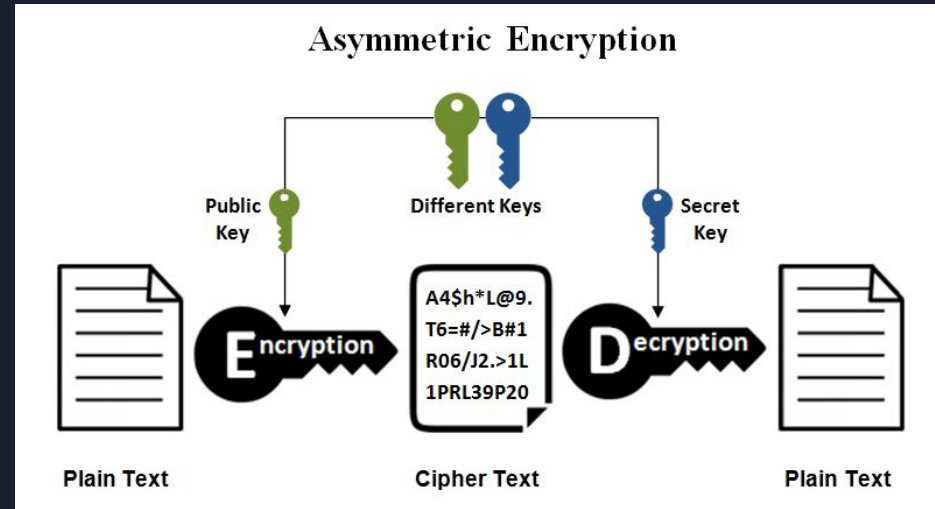 Asymmetric Encryption
Public
Key
Different Keys
Secret
Key
Encryption
A4$h*L@9.
T6=#/>B#1
R06/J2.>1L
1PRL39P20
Decryption
Plain Text
Cipher Text
Plain Text